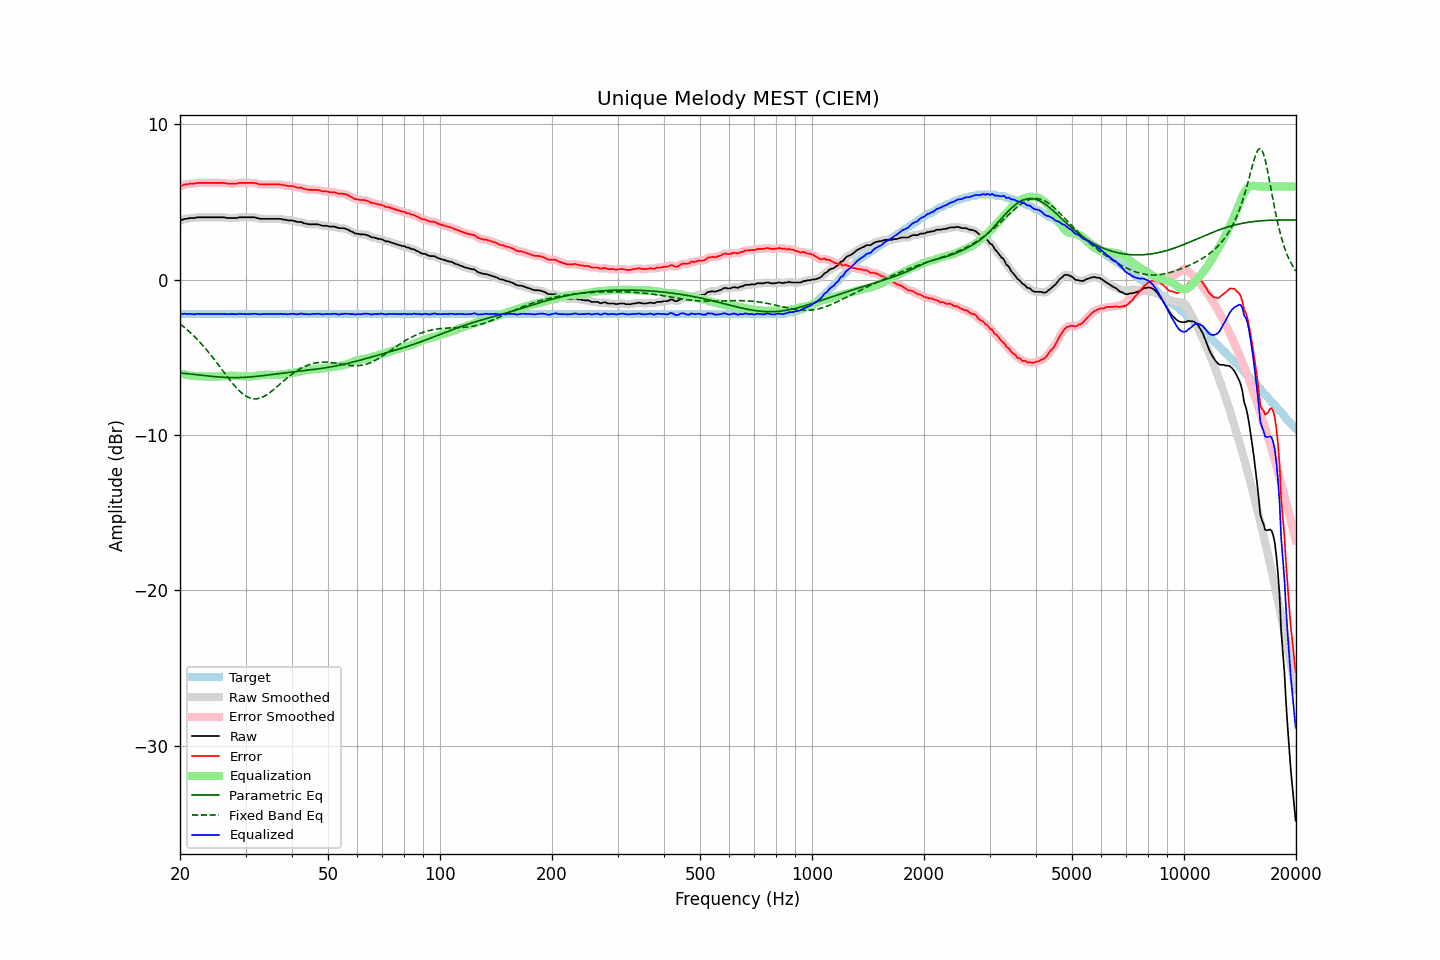 Unique Melody MEST (CIEM)
10
0
−10
−20
−30
Amplitude (dBr)
Target
Raw Smoothed
Error Smoothed
Raw
Error
Equalization
Parametric Eq
Fixed Band Eq
Equalized
20 50 100 200 500 1000 2000 5000 10000 20000
Frequency (Hz)